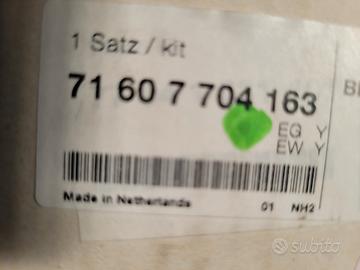 1 Satz / kit
71 60 7 704 163
EG Y
EW Y
Made in Netherlands 01 NH2
subito